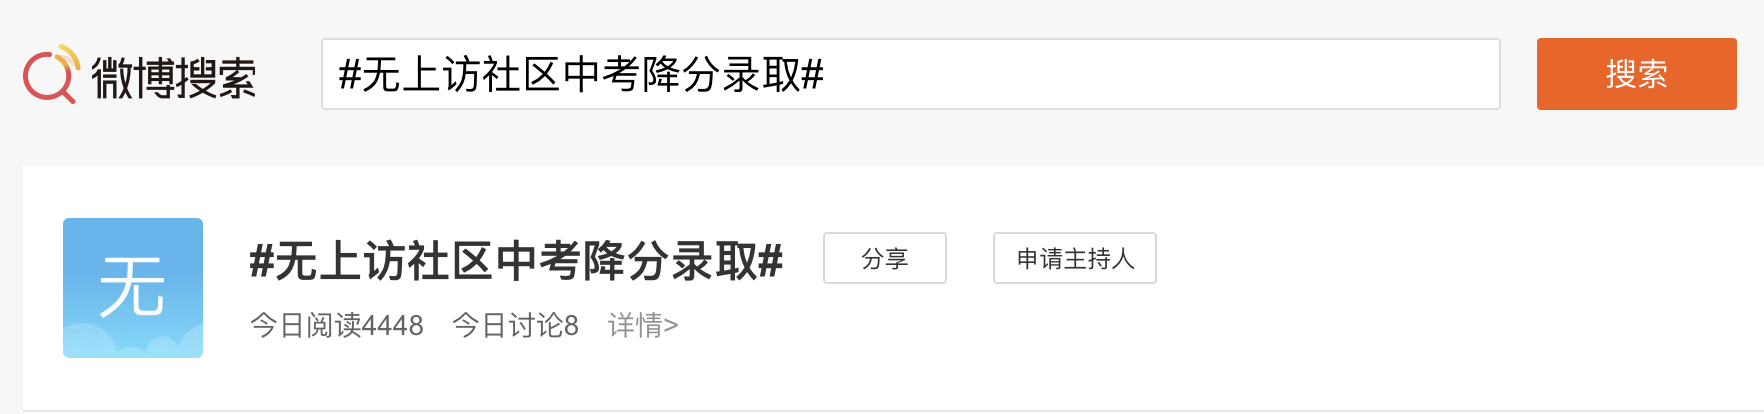 微博搜索 #无上访社区中考降分录取# 搜索
无
#无上访社区中考降分录取# 分享 申请主持人
今日阅读4448 今日讨论8 详情>